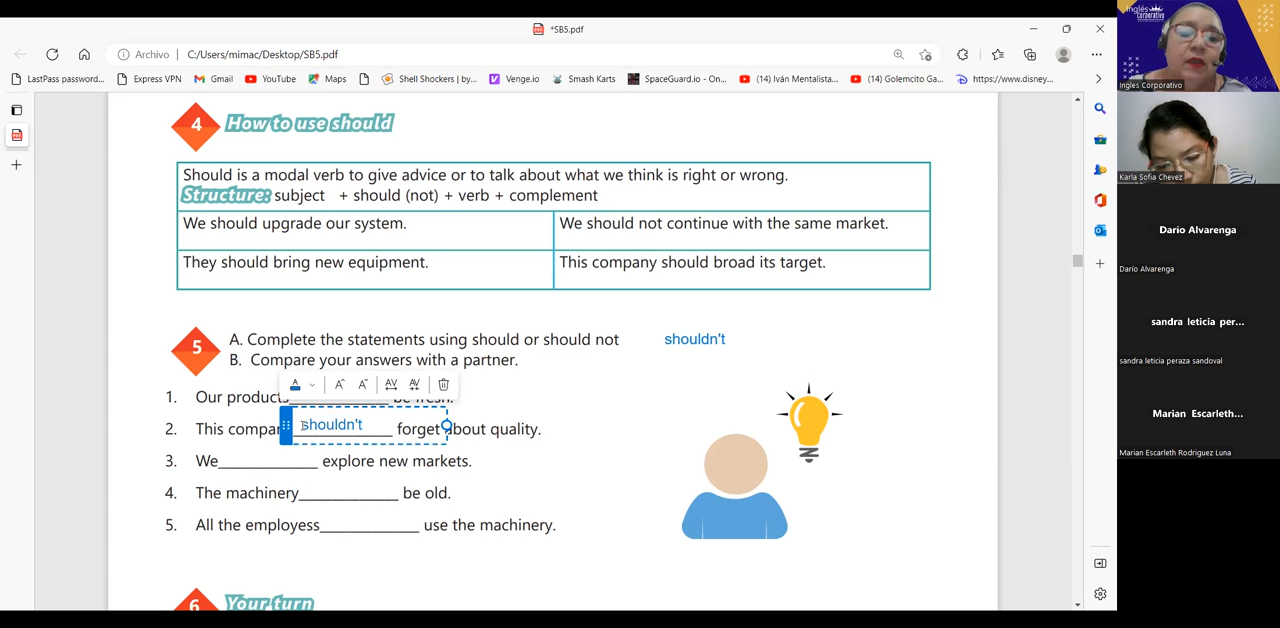 *SB5.pdf
Archivo
C:/Users/mimac/Desktop/SB5.pdf
LastPass password...
Express VPN
Gmail
YouTube
Maps
Shell Shockers | by...
Venge.io
Smash Karts
SpaceGuard.io - On...
(14) Iván Mentalista...
(14) Golemcito Ga...
https://www.disney...
4
How to use should
Should is a modal verb to give advice or to talk about what we think is right or wrong.
Structure: subject + should (not) + verb + complement
We should upgrade our system.
We should not continue with the same market.
They should bring new equipment.
This company should broad its target.
5
A. Complete the statements using should or should not
shouldn't
B. Compare your answers with a partner.
1. Our products____________ be fresh.
shouldn't
2. This compan____________ forget about quality.
3. We____________ explore new markets.
4. The machinery____________ be old.
5. All the employess____________ use the machinery.
6
Your turn
Inglés
Corporativo
Ingles Corporativo
Karla Sofia Chevez
Dario Alvarenga
Darío Alvarenga
sandra leticia per...
sandra leticia peraza sandoval
Marian Escarleth...
Marian Escarleth Rodriguez Luna